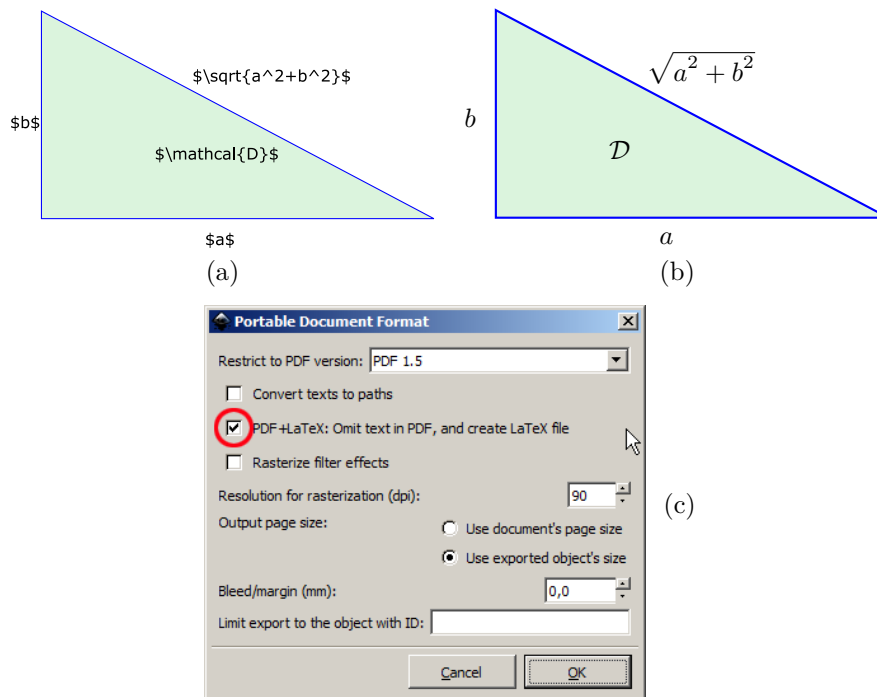 $\sqrt{a^2+b^2}$
$b$
$\mathcal{D}$
$a$
(a)
√a² + b²
b
𝒟
a
(b)
Portable Document Format
Restrict to PDF version: PDF 1.5
Convert texts to paths
PDF+LaTeX: Omit text in PDF, and create LaTeX file
Rasterize filter effects
Resolution for rasterization (dpi): 90
Output page size: Use document's page size
Use exported object's size
Bleed/margin (mm): 0,0
Limit export to the object with ID:
Cancel OK
(c)